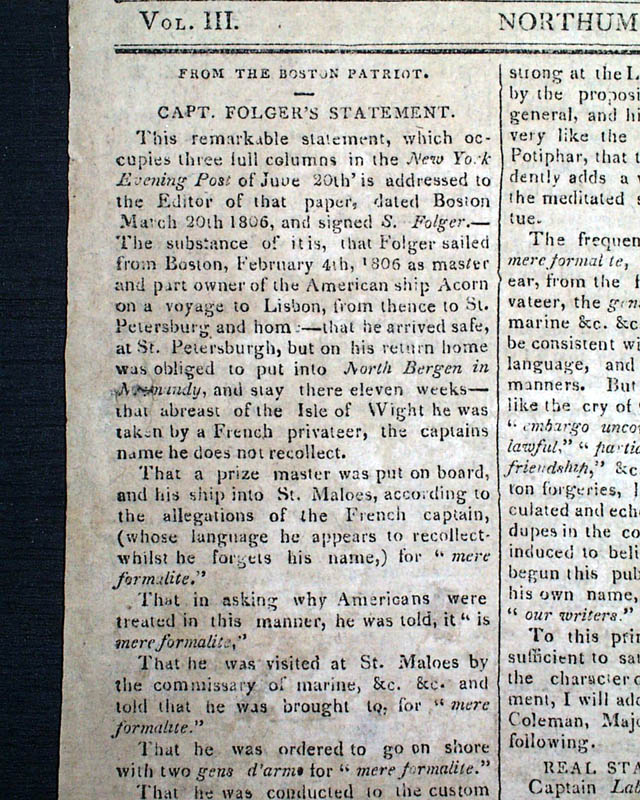 VOL. III.
NORTHUM
FROM THE BOSTON PATRIOT.
CAPT. FOLGER'S STATEMENT.
This remarkable statement, which oc-
cupies three full columns in the New York
Evening Post of June 20th' is addressed to
the Editor of that paper, dated Boston
March 20th 1806, and signed S. Folger.—
The substance of it is, that Folger sailed
from Boston, February 4th, 1806 as master
and part owner of the American ship Acorn
on a voyage to Lisbon, from thence to St.
Petersburg and home:—that he arrived safe,
at St. Petersburgh, but on his return home
was obliged to put into North Bergen in
Normandy, and stay there eleven weeks—
that abreast of the Isle of Wight he was
taken by a French privateer, the captains
name he does not recollect.
That a prize master was put on board,
and his ship into St. Maloes, according to
the allegations of the French captain,
(whose language he appears to recollect-
whilst he forgets his name,) for " mere
formalite."
That in asking why Americans were
treated in this manner, he was told, it " is
mere formalite,"
That he was visited at St. Maloes by
the commissary of marine, &c. &c. and
told that he was brought to, for " mere
formalite."
That he was ordered to go on shore
with two gens d'arms for " mere formalite."
That he was conducted to the custom
strong at the L
by the proposi
general, and hi
very like the
Potiphar, that t
dently adds a v
the meditated s
tue.
The frequen
mere formalite,
ear, from the f
vateer, the gen
marine &c. &c
be consistent wi
language, and
manners. But
like the cry of
" embargo uncon
lawful," " partia
friendship," &c
ton forgeries, I
culated and echo
dupes in the co
induced to beli
begun this pub
his own name,
" our writers."
To this prin
sufficient to sat
the character o
ment, I will add
Coleman, Majo
following.
REAL STA
Captain Lat